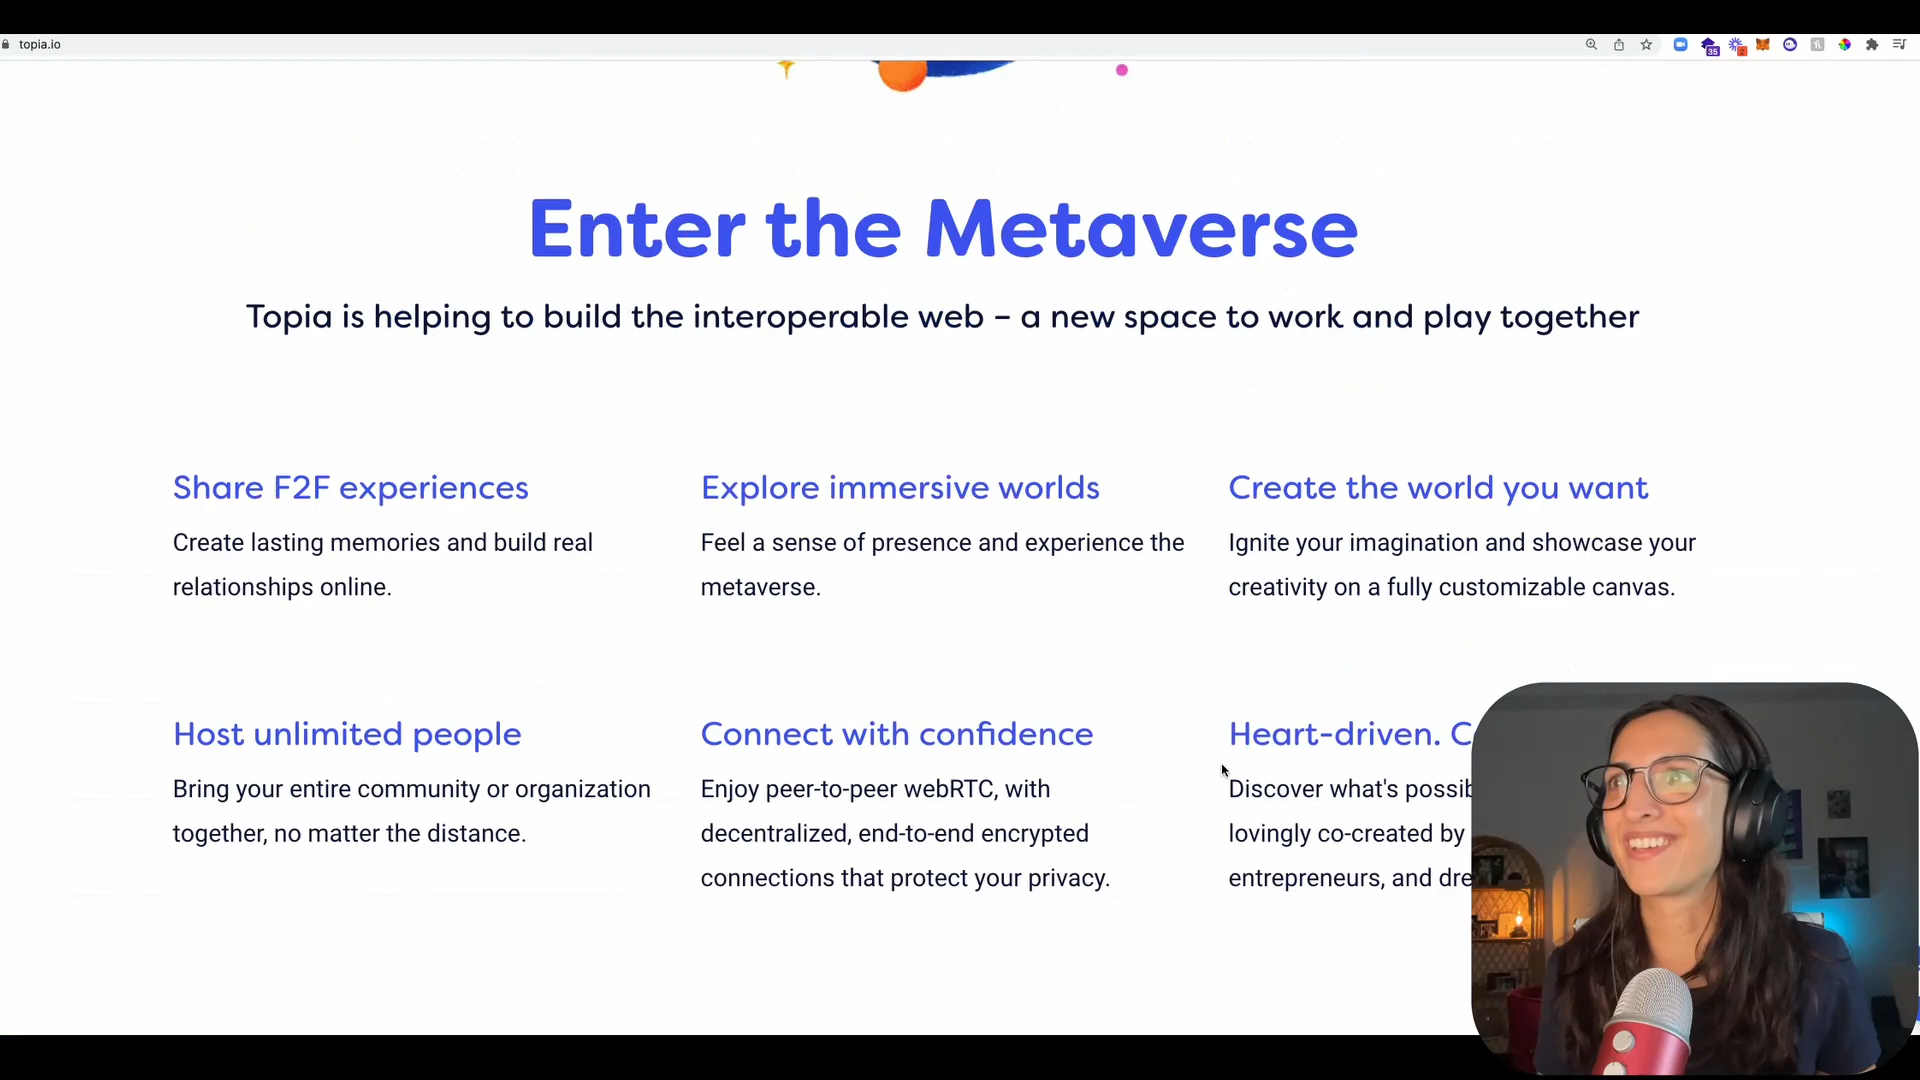 topia.io
35
2
Enter the Metaverse
Topia is helping to build the interoperable web – a new space to work and play together
Share F2F experiences
Create lasting memories and build real
relationships online.
Explore immersive worlds
Feel a sense of presence and experience the
metaverse.
Create the world you want
Ignite your imagination and showcase your
creativity on a fully customizable canvas.
Host unlimited people
Bring your entire community or organization
together, no matter the distance.
Connect with confidence
Enjoy peer-to-peer webRTC, with
decentralized, end-to-end encrypted
connections that protect your privacy.
Heart-driven.
Discover what's
lovingly co-created by
entrepreneurs, and